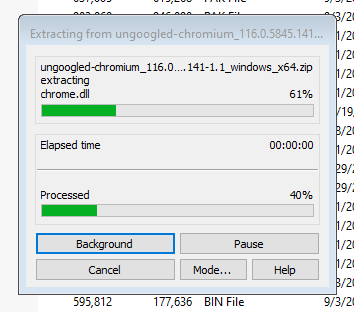 Extracting from ungoogled-chromium_116.0.5845.141...
ungoogled-chromium_116.0... .141-1.1_windows_x64.zip
extracting
chrome.dll 61%
Elapsed time 00:00:00
Processed 40%
Background Pause
Cancel Mode... Help
595,812 177,636 BIN File 9/3/20